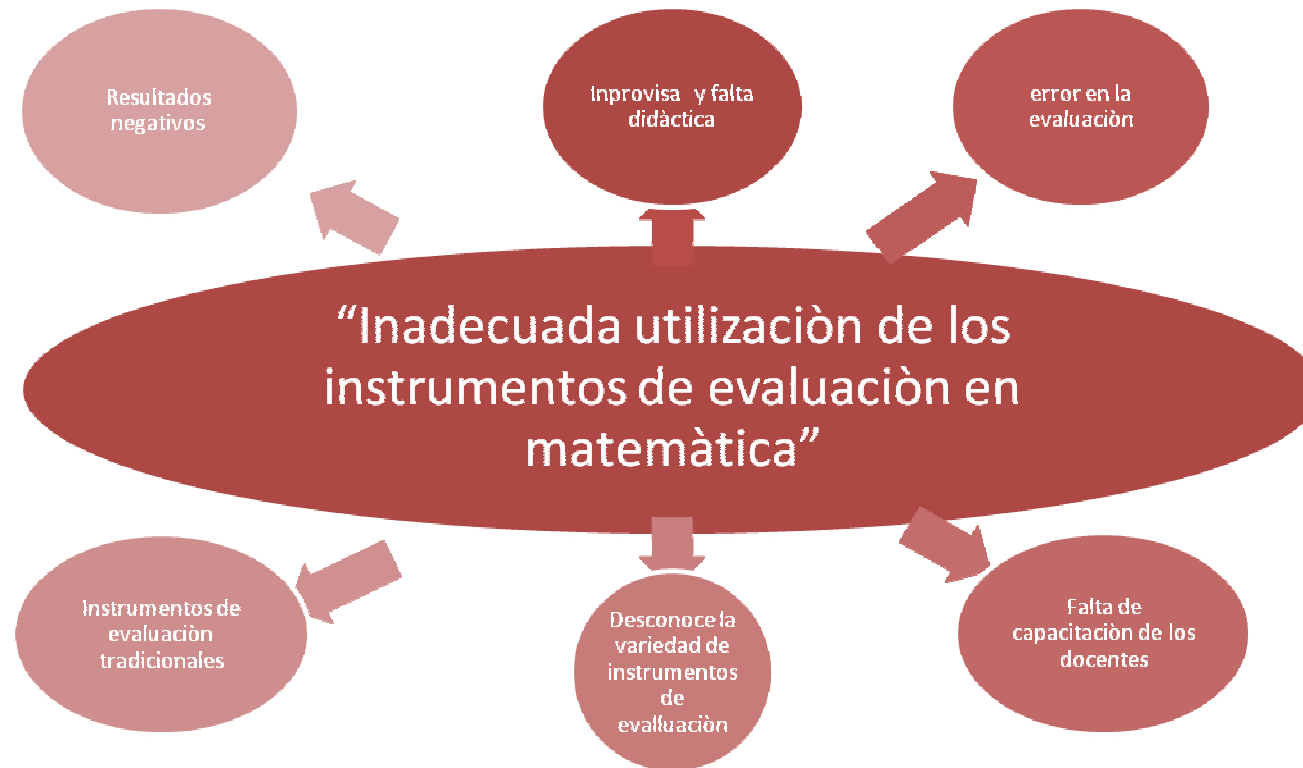 Resultados
negativos
Inprovisa y falta
didàctica
error en la
evaluaciòn
“Inadecuada utilizaciòn de los
instrumentos de evaluaciòn en
matemàtica”
Instrumentos de
evaluaciòn
tradicionales
Desconoce la
variedad de
instrumentos
de
evalluaciòn
Falta de
capacitaciòn de los
docentes